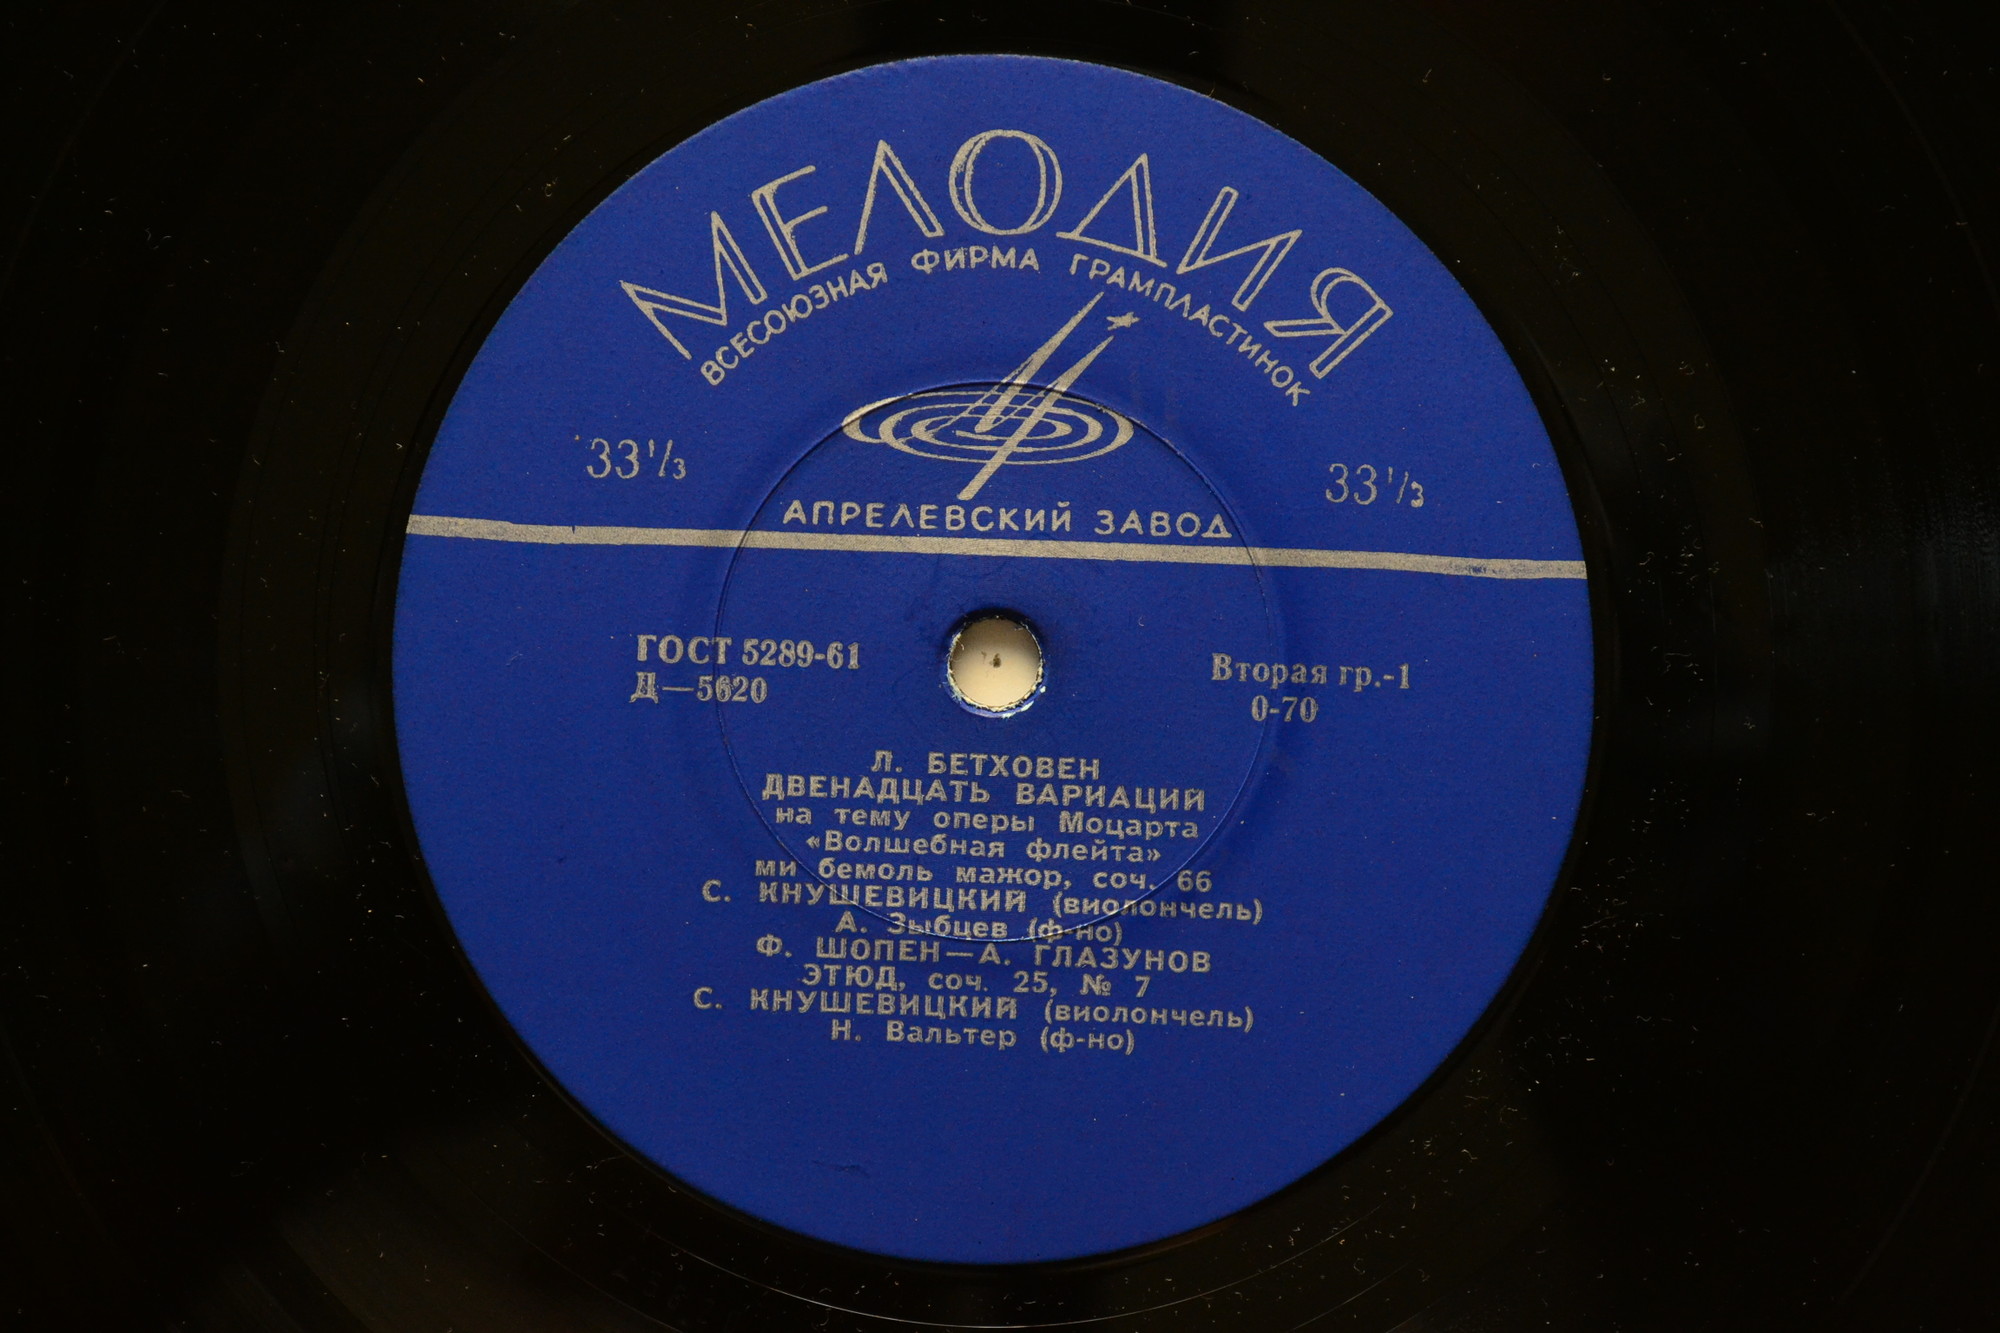 МЕЛОДИЯ
ВСЕСОЮЗНАЯ ФИРМА ГРАМПЛАСТИНОК
33⅓ 33⅓
АПРЕЛЕВСКИЙ ЗАВОД
ГОСТ 5289-61 Вторая гр.-1
Д—5620 0-70
Л. БЕТХОВЕН
ДВЕНАДЦАТЬ ВАРИАЦИЙ
на тему оперы Моцарта
«Волшебная флейта»
ми бемоль мажор, соч. 66
С. КНУШЕВИЦКИЙ (виолончель)
А. Зыбцев (ф-но)
Ф. ШОПЕН—А. ГЛАЗУНОВ
ЭТЮД, соч. 25, № 7
С. КНУШЕВИЦКИЙ (виолончель)
Н. Вальтер (ф-но)